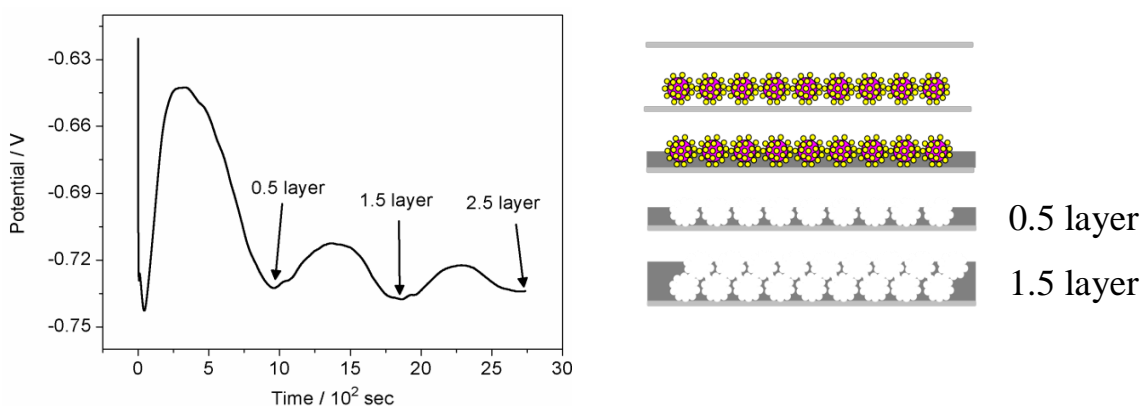 -0.63
-0.66
-0.69
-0.72
-0.75
Potential / V
0.5 layer
1.5 layer
2.5 layer
0 5 10 15 20 25 30
Time / 10² sec
0.5 layer
1.5 layer